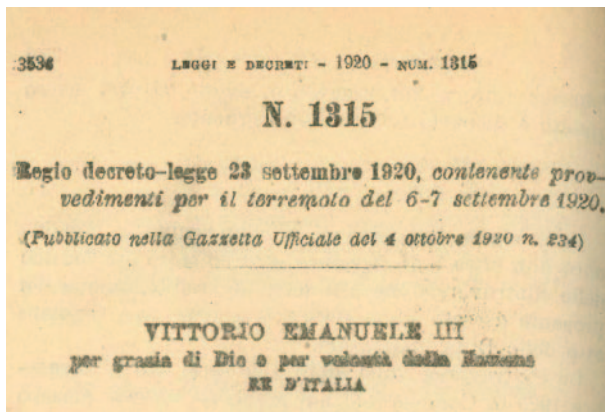 3534 LEGGI E DECRETI - 1920 - NUM. 1315
N. 1315
Regio decreto-legge 23 settembre 1920, contenente prov-
vedimenti per il terremoto del 6-7 settembre 1920.
(Pubblicato nella Gazzetta Ufficiale del 4 ottobre 1920 n. 234)
VITTORIO EMANUELE III
per grazia di Dio e per volontà della Nazione
RE D'ITALIA